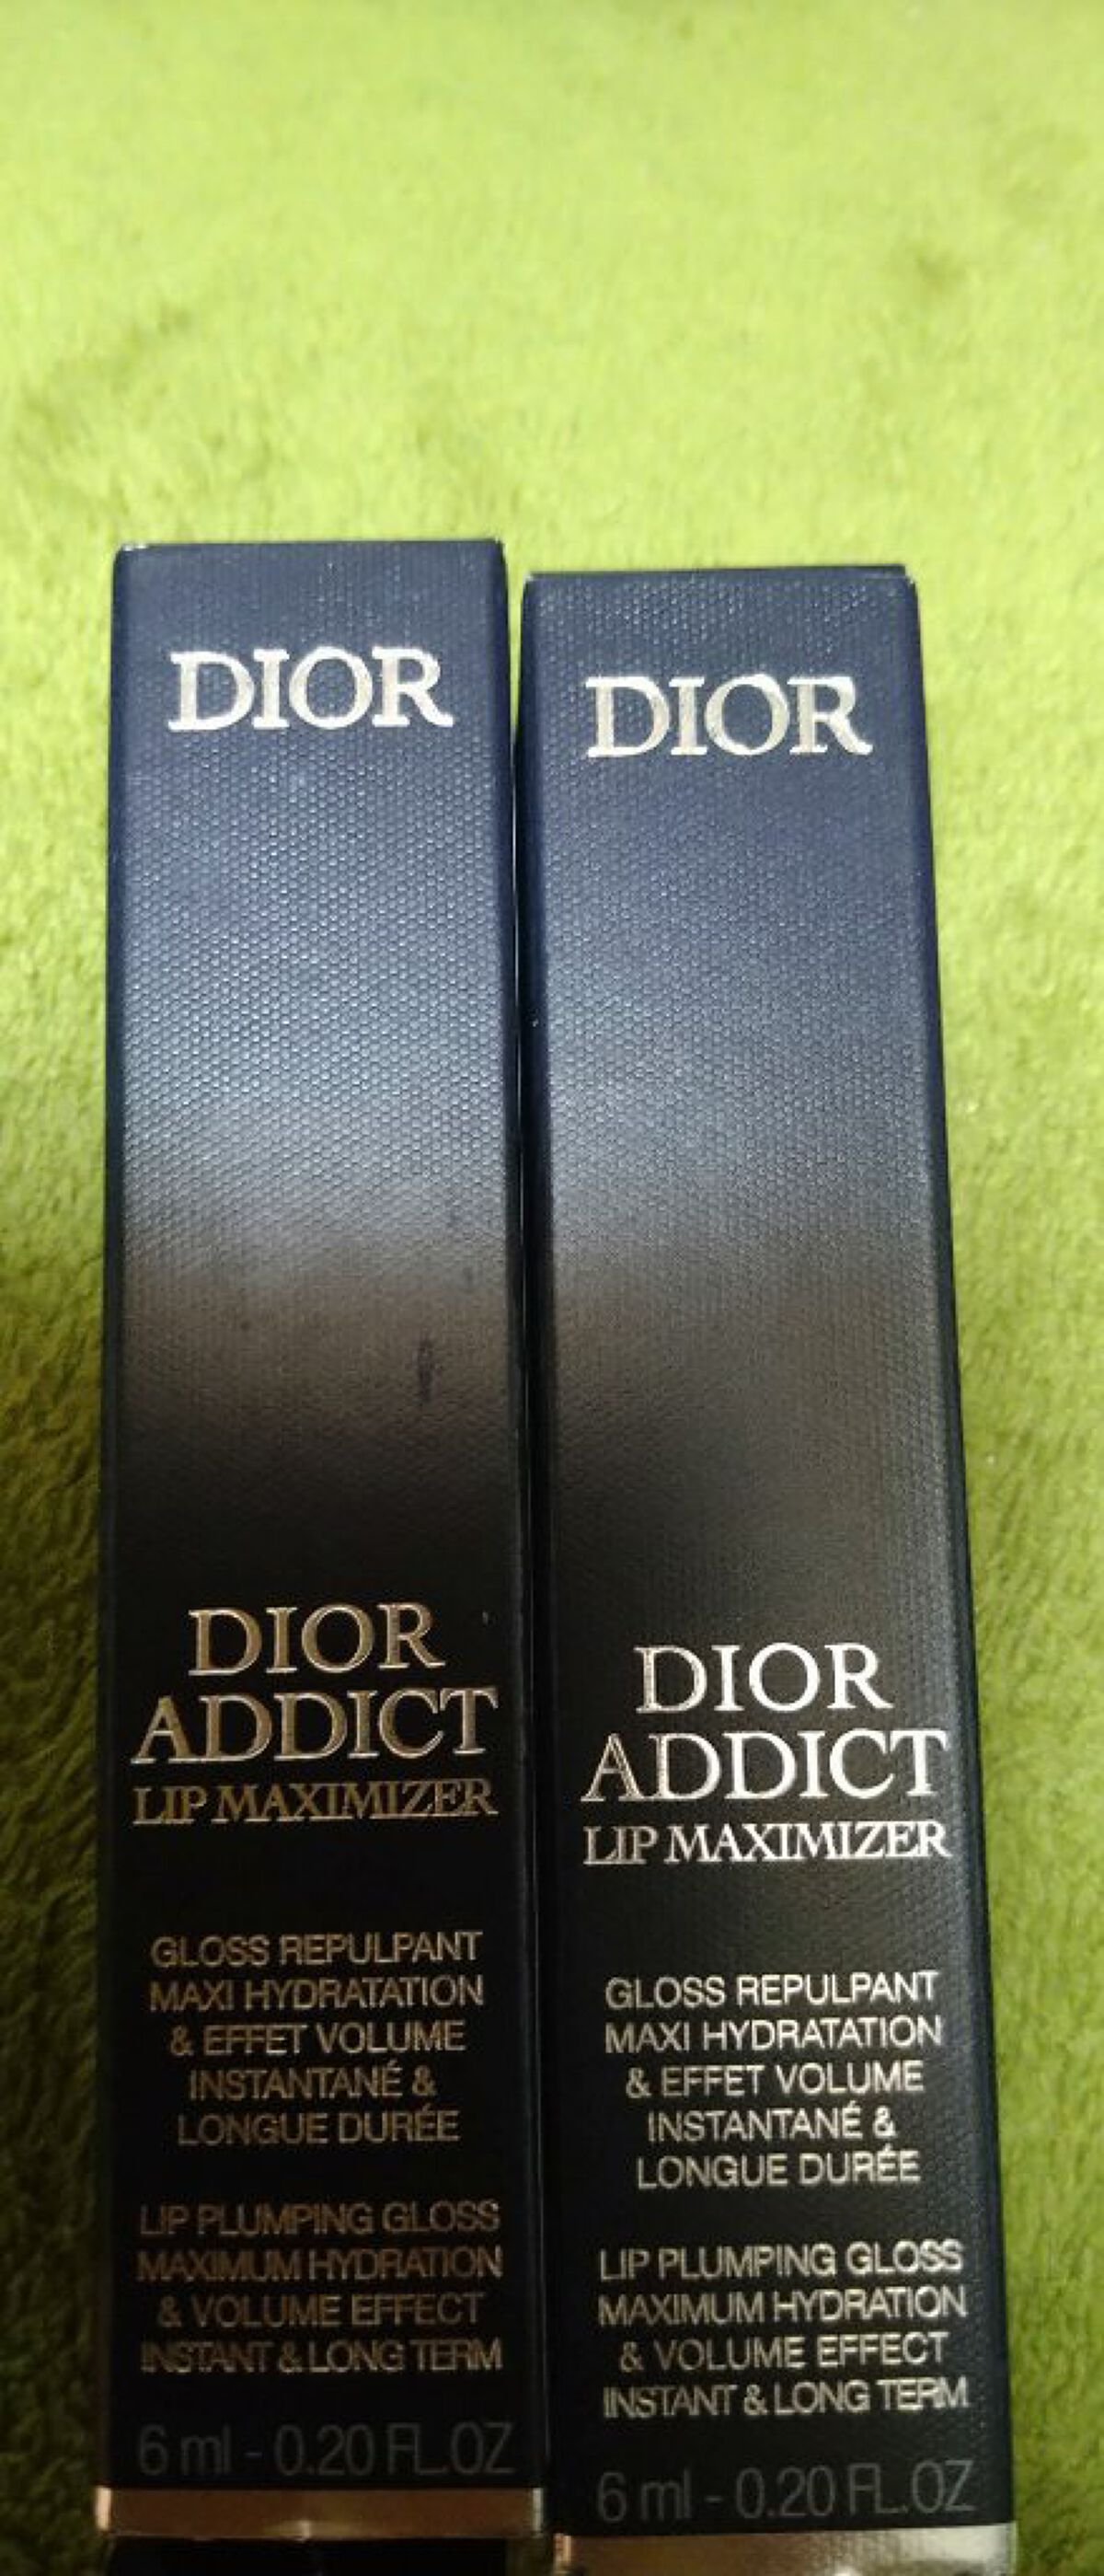 DIOR
DIOR
ADDICT
LIP MAXIMIZER
GLOSS REPULPANT
MAXI HYDRATATION
& EFFET VOLUME
INSTANTANÉ &
LONGUE DURÉE
LIP PLUMPING GLOSS
MAXIMUM HYDRATION
& VOLUME EFFECT
INSTANT & LONG TERM
6 ml - 0.20 FL.OZ
DIOR
DIOR
ADDICT
LIP MAXIMIZER
GLOSS REPULPANT
MAXI HYDRATATION
& EFFET VOLUME
INSTANTANÉ &
LONGUE DURÉE
LIP PLUMPING GLOSS
MAXIMUM HYDRATION
& VOLUME EFFECT
INSTANT & LONG TERM
6 ml - 0.20 FL.OZ